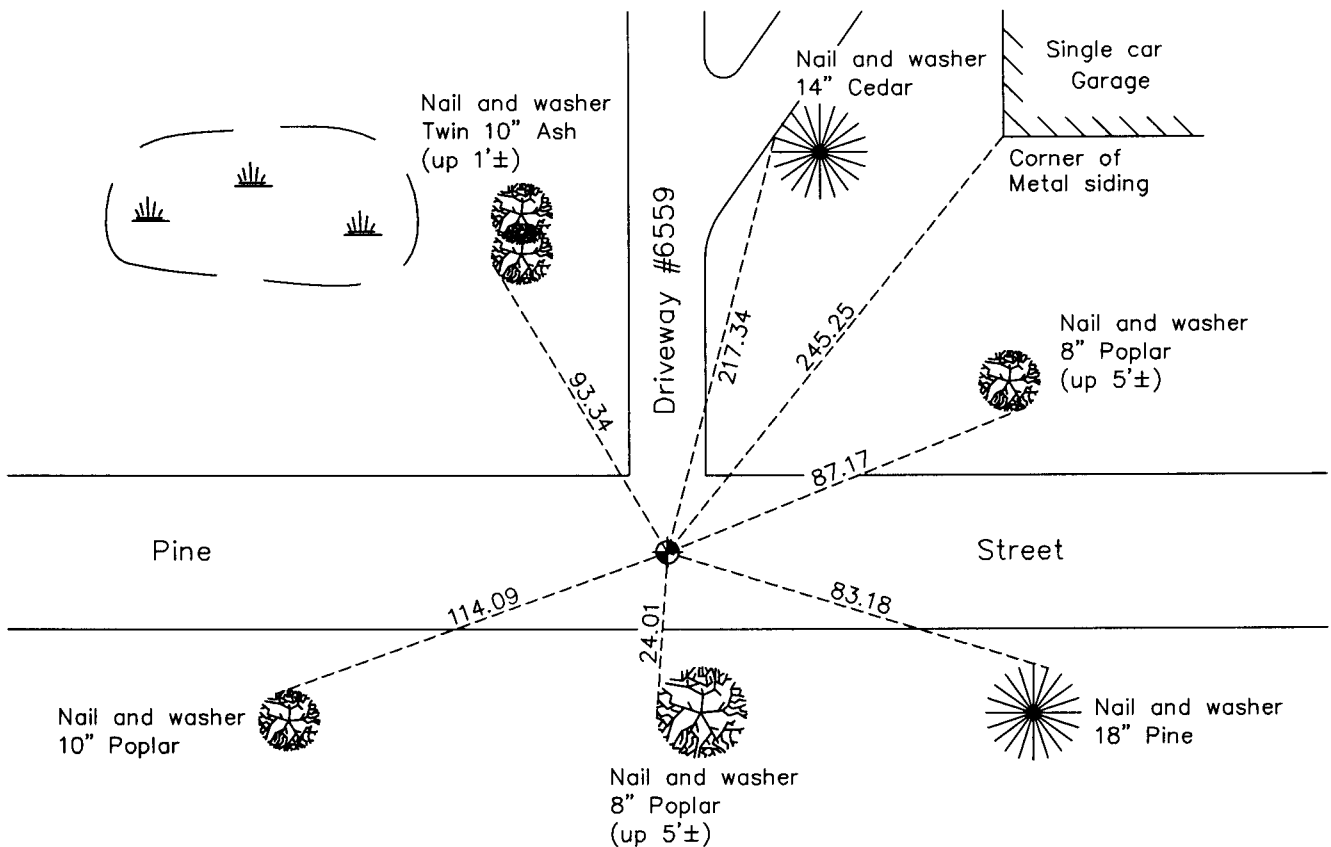 Nail and washer
14" Cedar
Single car
Garage
Nail and washer
Twin 10" Ash
(up 1'±)
Corner of
Metal siding
Driveway #6559
217.34
245.25
Nail and washer
8" Poplar
(up 5'±)
93.34
87.17
Pine
Street
114.09
24.01
83.18
Nail and washer
10" Poplar
Nail and washer
18" Pine
Nail and washer
8" Poplar
(up 5'±)